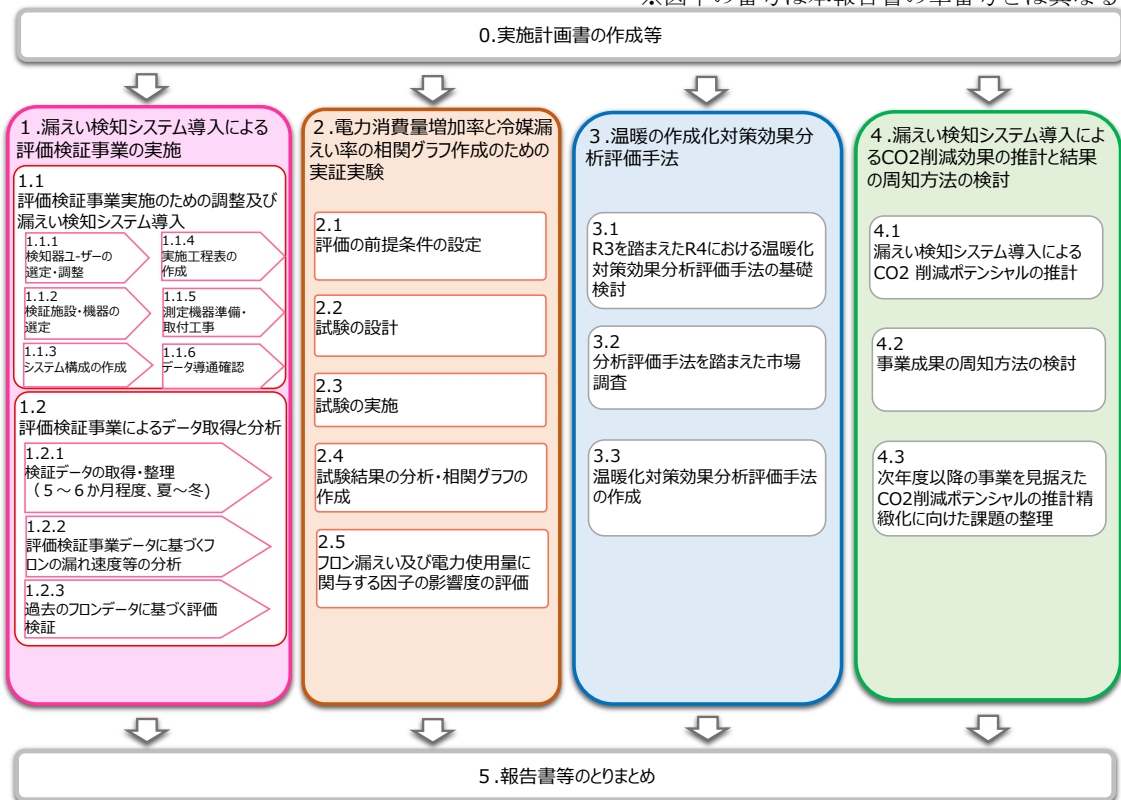 ※図中の番号は本報告書の章番号とは異なる
0.実施計画書の作成等
1.漏えい検知システム導入による
評価検証事業の実施
1.1
評価検証事業実施のための調整及び
漏えい検知システム導入
1.1.1
検知器ユーザーの
選定・調整
1.1.2
検証施設・機器の
選定
1.1.3
システム構成の作成
1.1.4
実施工程表の
作成
1.1.5
測定機器準備・
取付工事
1.1.6
データ導通確認
1.2
評価検証事業によるデータ取得と分析
1.2.1
検証データの取得・整理
(5~6か月程度、夏~冬)
1.2.2
評価検証事業データに基づくフ
ロンの漏れ速度等の分析
1.2.3
過去のフロンデータに基づく評価
検証
2.電力消費量増加率と冷媒漏
えい率の相関グラフ作成のための
実証実験
2.1
評価の前提条件の設定
2.2
試験の設計
2.3
試験の実施
2.4
試験結果の分析・相関グラフの
作成
2.5
フロン漏えい及び電力使用量に
関与する因子の影響度の評価
3.温暖の作成化対策効果分
析評価手法
3.1
R3を踏まえたR4における温暖化
対策効果分析評価手法の基礎
検討
3.2
分析評価手法を踏まえた市場
調査
3.3
温暖化対策効果分析評価手法
の作成
4.漏えい検知システム導入によ
るCO2削減効果の推計と結果
の周知方法の検討
4.1
漏えい検知システム導入による
CO2 削減ポテンシャルの推計
4.2
事業成果の周知方法の検討
4.3
次年度以降の事業を見据えた
CO2削減ポテンシャルの推計精
緻化に向けた課題の整理
5.報告書等のとりまとめ